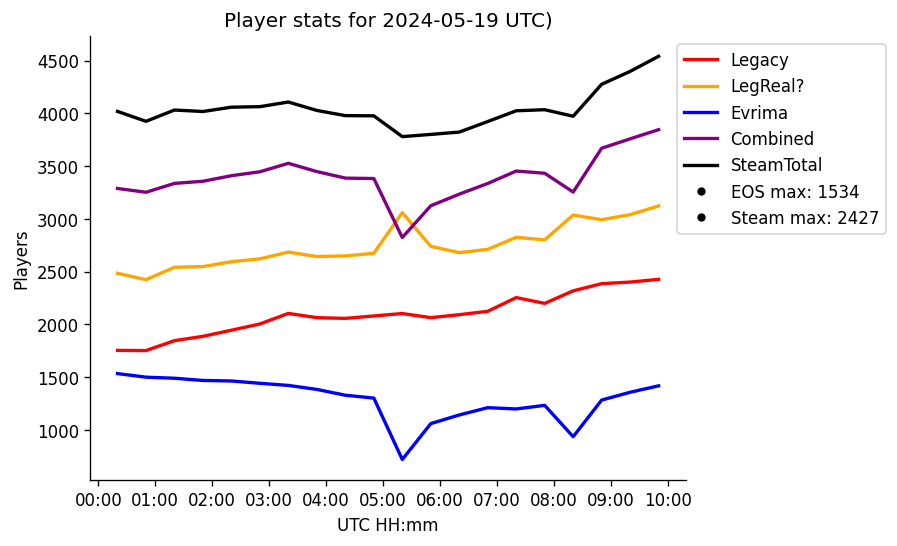 Player stats for 2024-05-19 UTC)
Players
4500
4000
3500
3000
2500
2000
1500
1000
00:00 01:00 02:00 03:00 04:00 05:00 06:00 07:00 08:00 09:00 10:00
UTC HH:mm
Legacy
LegReal?
Evrima
Combined
SteamTotal
EOS max: 1534
Steam max: 2427